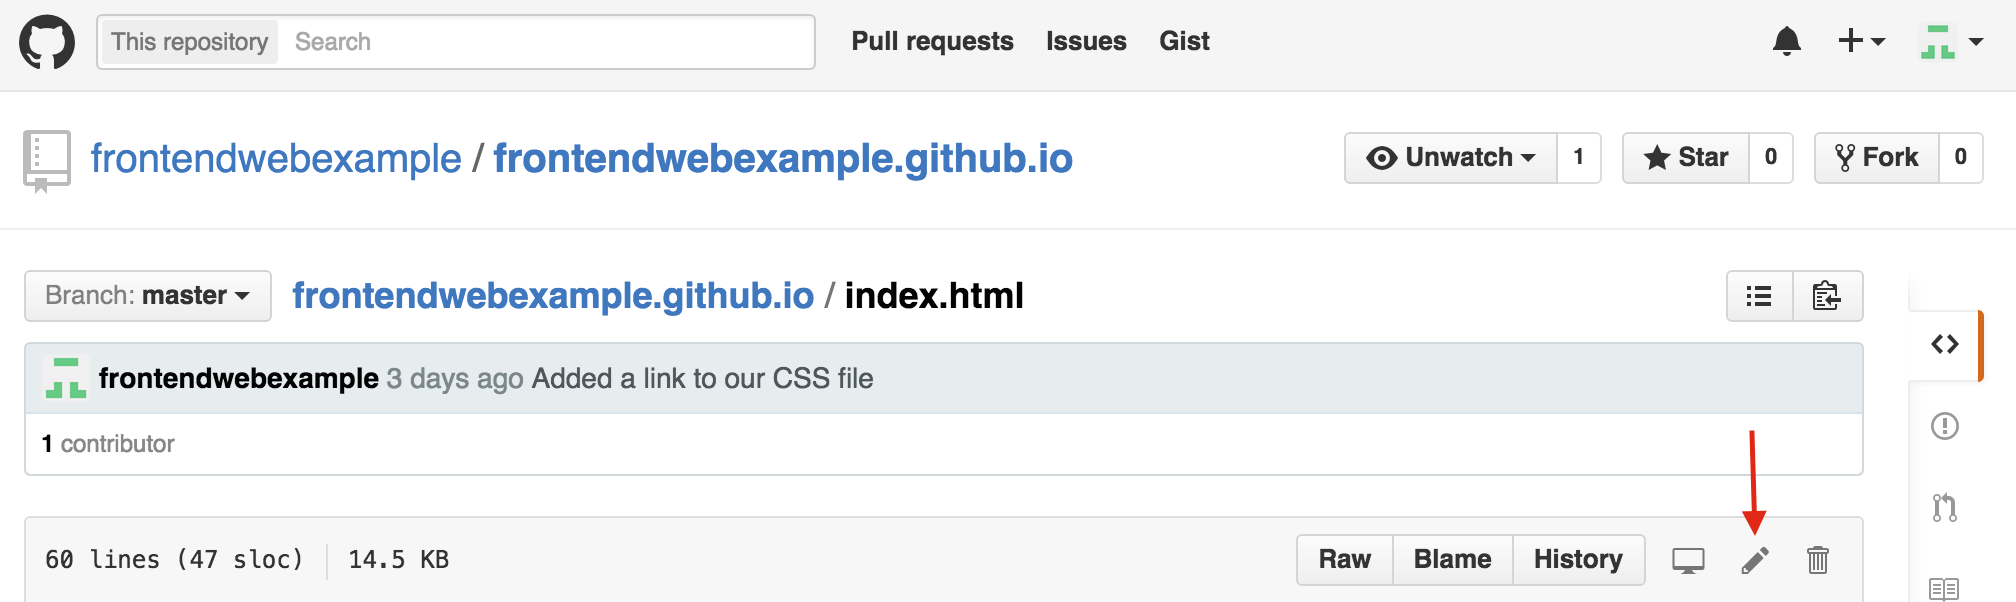 This repository Search Pull requests Issues Gist
frontendwebexample / frontendwebexample.github.io Unwatch 1 Star 0 Fork 0
Branch: master frontendwebexample.github.io / index.html
frontendwebexample 3 days ago Added a link to our CSS file
1 contributor
60 lines (47 sloc) 14.5 KB Raw Blame History